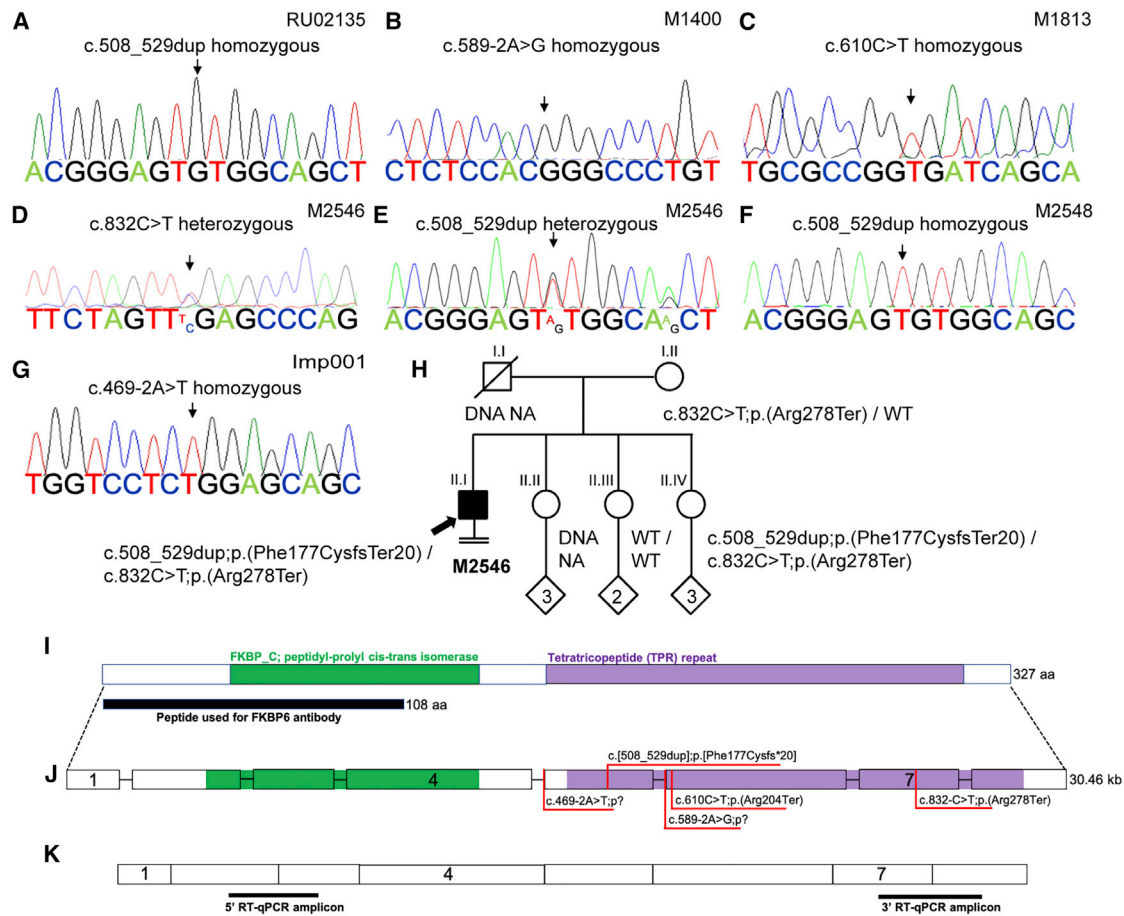 A
RU02135
c.508_529dup homozygous
ACGGGAGTGTGGCAGCT
B
M1400
c.589-2A>G homozygous
CTCTCCACGGGCCCTGT
C
M1813
c.610C>T homozygous
TGCGCCGGTGATCAGCA
D
M2546
c.832C>T heterozygous
TTCTAGTTTCGAGCCCAG
E
M2546
c.508_529dup heterozygous
ACGGGAGTAGTGGCAAGCT
F
M2548
c.508_529dup homozygous
ACGGGAGTGTGGCAGC
G
Imp001
c.469-2A>T homozygous
TGGTCCTCTGGAGCAGC
H
I.I
I.II
DNA NA
c.832C>T;p.(Arg278Ter) / WT
II.I
II.II
II.III
II.IV
c.508_529dup;p.(Phe177CysfsTer20) /
c.832C>T;p.(Arg278Ter)
M2546
DNA
NA
WT /
WT
c.508_529dup;p.(Phe177CysfsTer20) /
c.832C>T;p.(Arg278Ter)
3
2
3
I
FKBP_C; peptidyl-prolyl cis-trans isomerase
Tetratricopeptide (TPR) repeat
327 aa
108 aa
Peptide used for FKBP6 antibody
J
c.[508_529dup];p.[Phe177Cysfs*20]
1
4
7
30.46 kb
c.469-2A>T;p?
c.610C>T;p.(Arg204Ter)
c.832-C>T;p.(Arg278Ter)
c.589-2A>G;p?
K
1
4
7
5' RT-qPCR amplicon
3' RT-qPCR amplicon